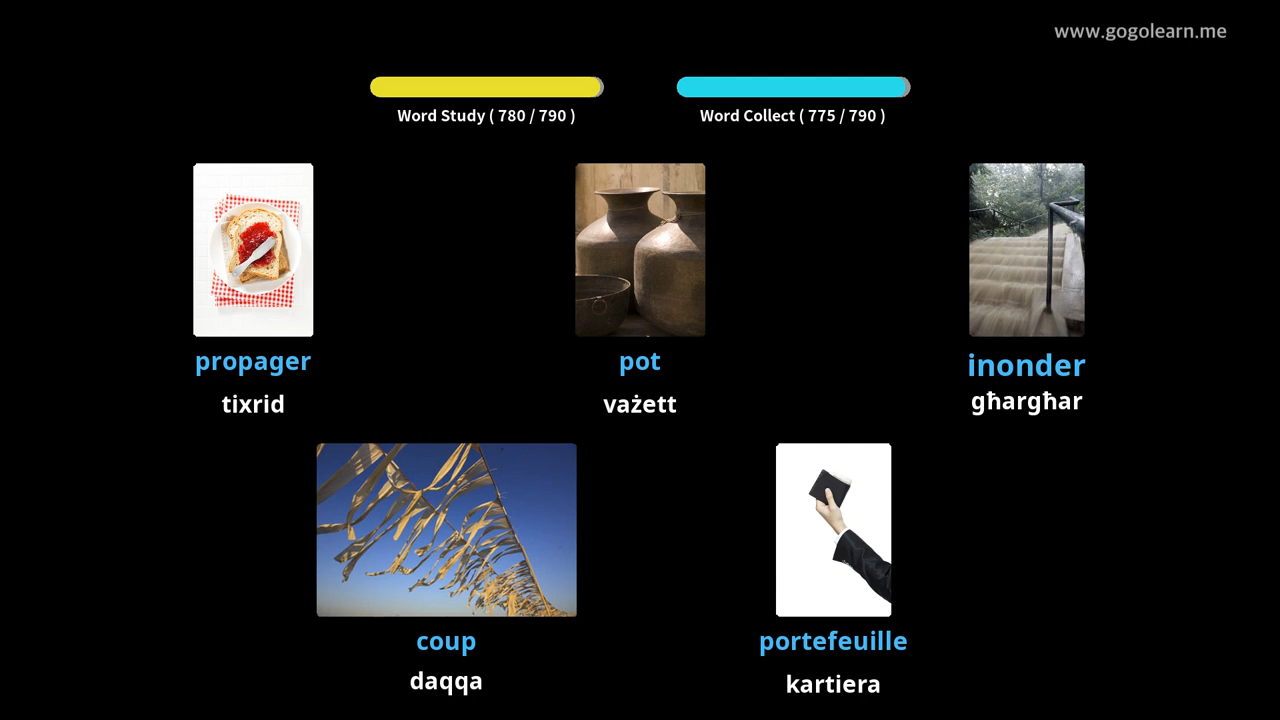 www.gogolearn.me
Word Study ( 780 / 790 )
Word Collect ( 775 / 790 )
propager
tixrid
pot
vażett
inonder
għargħar
coup
daqqa
portefeuille
kartiera